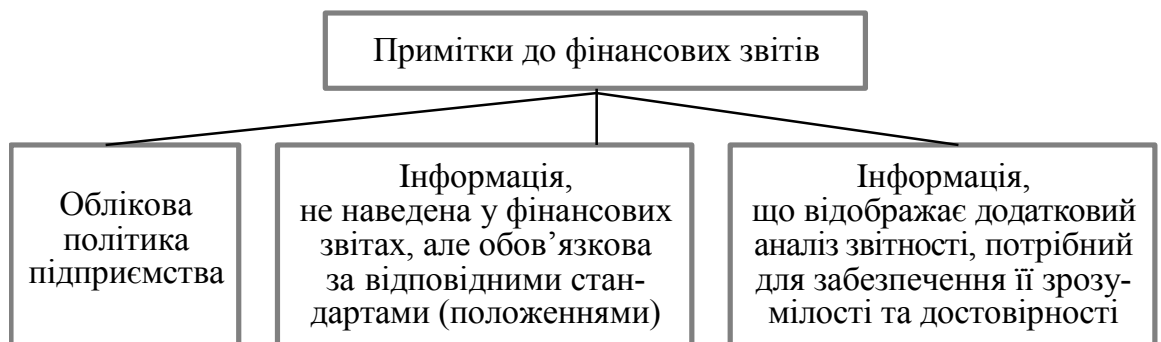 Примітки до фінансових звітів
Облікова
політика
підприємства
Інформація,
не наведена у фінансових
звітах, але обов’язкова
за відповідними стан-
дартами (положеннями)
Інформація,
що відображає додатковий
аналіз звітності, потрібний
для забезпечення її зрозу-
мілості та достовірності